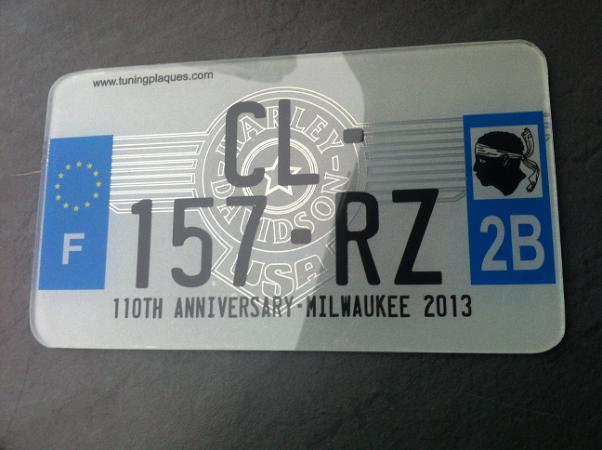 www.tuningplaques.com
CL-
157-RZ
F
2B
HARLEY-DAVIDSON
USA
110TH ANNIVERSARY-MILWAUKEE 2013